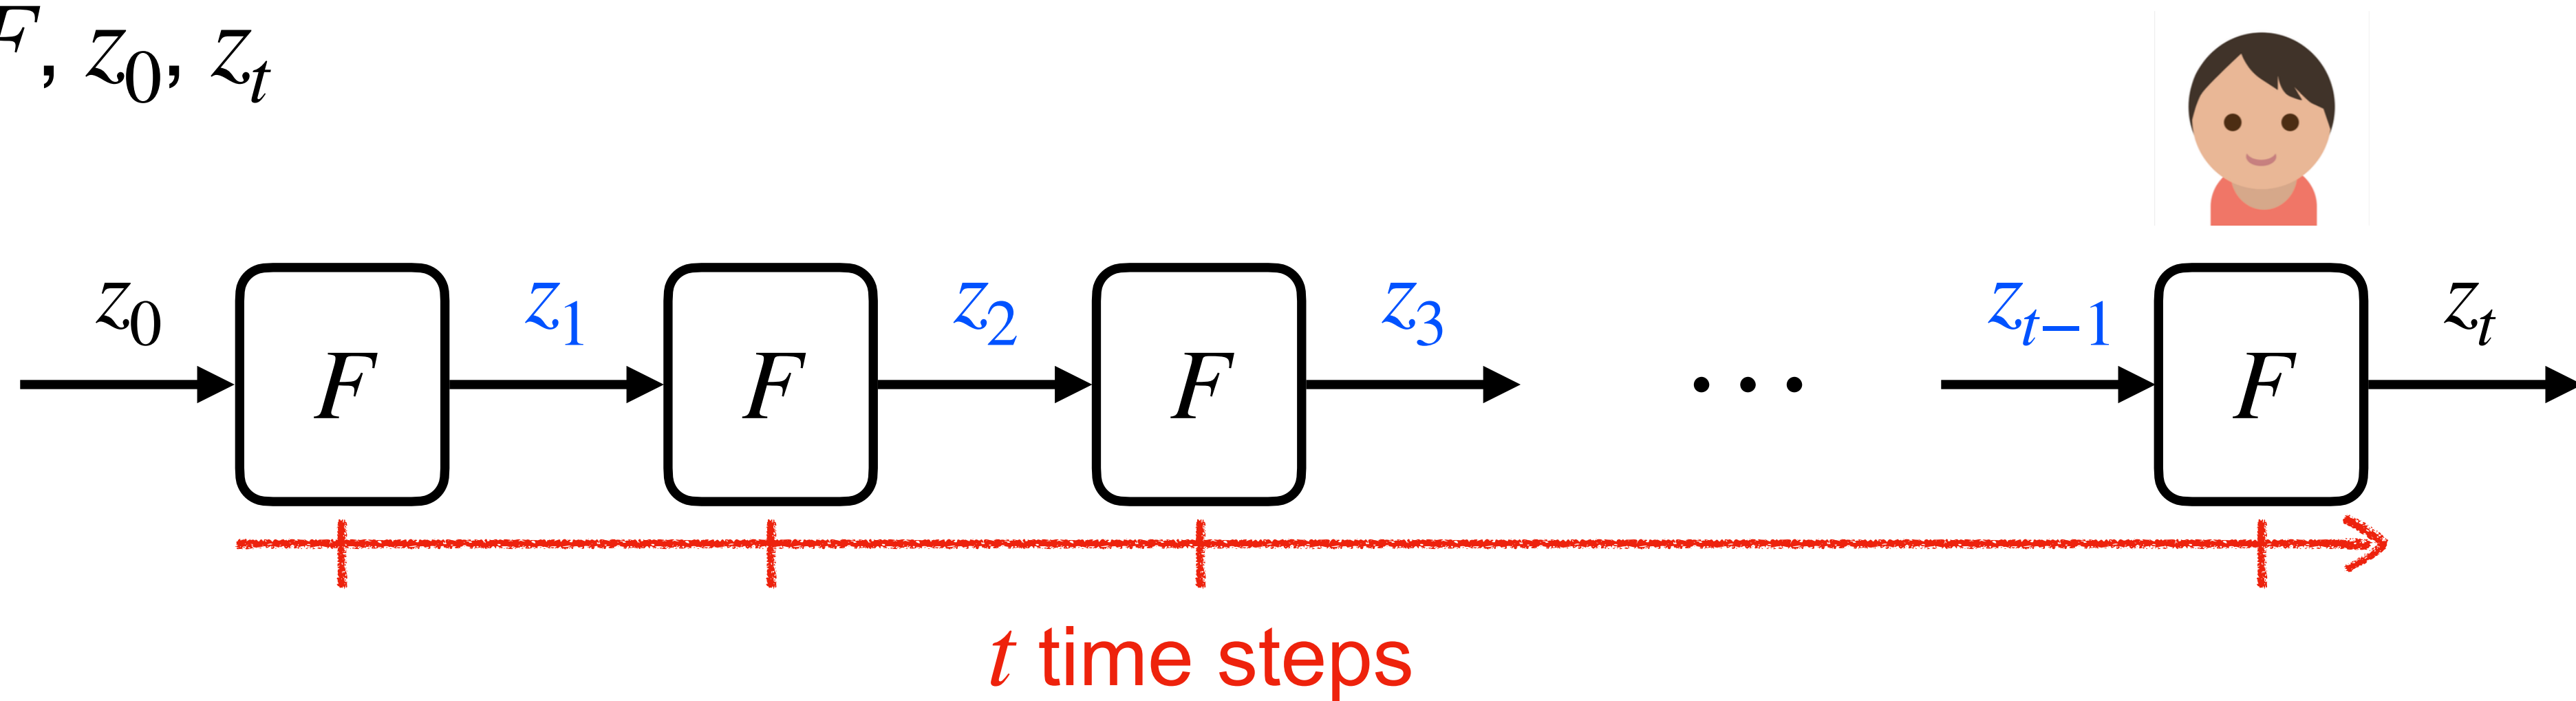 F, z₀, zₜ
z₀ z₁ z₂ z₃ zₜ₋₁ zₜ
F F F ... F
t time steps